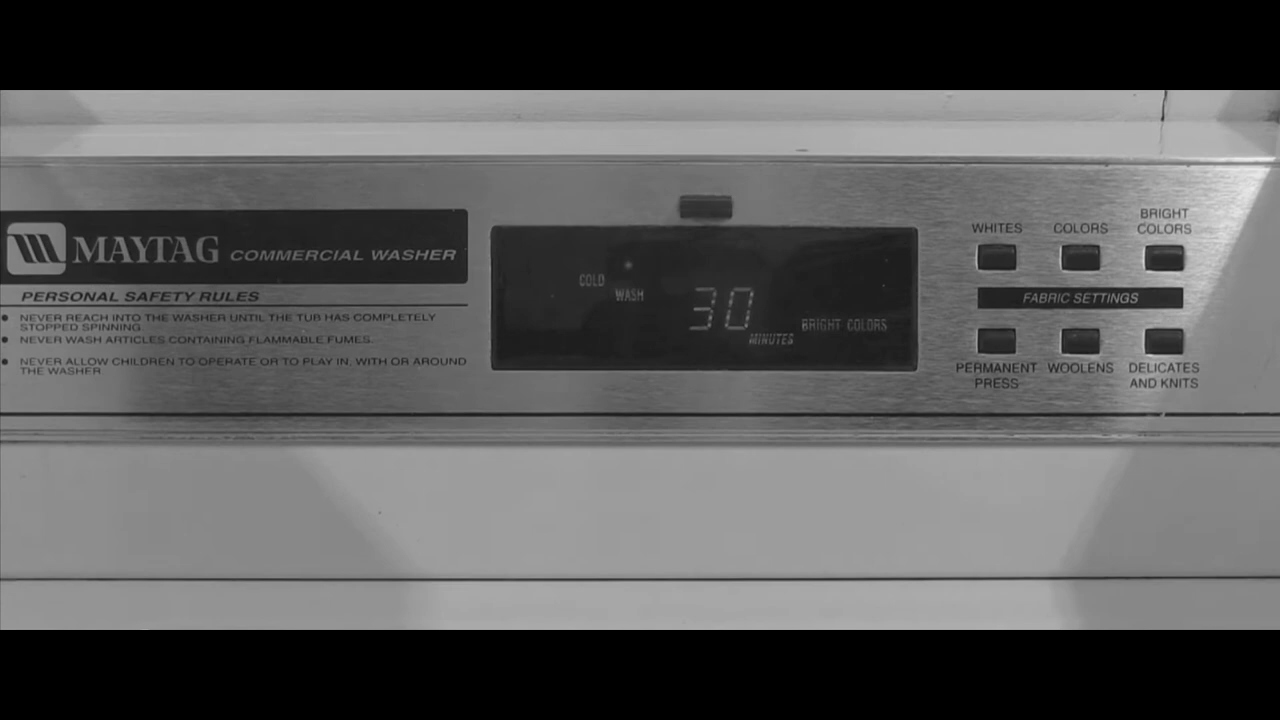 MAYTAG COMMERCIAL WASHER
PERSONAL SAFETY RULES
NEVER REACH INTO THE WASHER UNTIL THE TUB HAS COMPLETELY
STOPPED SPINNING.
NEVER WASH ARTICLES CONTAINING FLAMMABLE FUMES.
NEVER ALLOW CHILDREN TO OPERATE OR TO PLAY IN, WITH OR AROUND
THE WASHER
COLD
WASH
30
MINUTES
BRIGHT COLORS
WHITES
COLORS
BRIGHT
COLORS
FABRIC SETTINGS
PERMANENT
PRESS
WOOLENS
DELICATES
AND KNITS